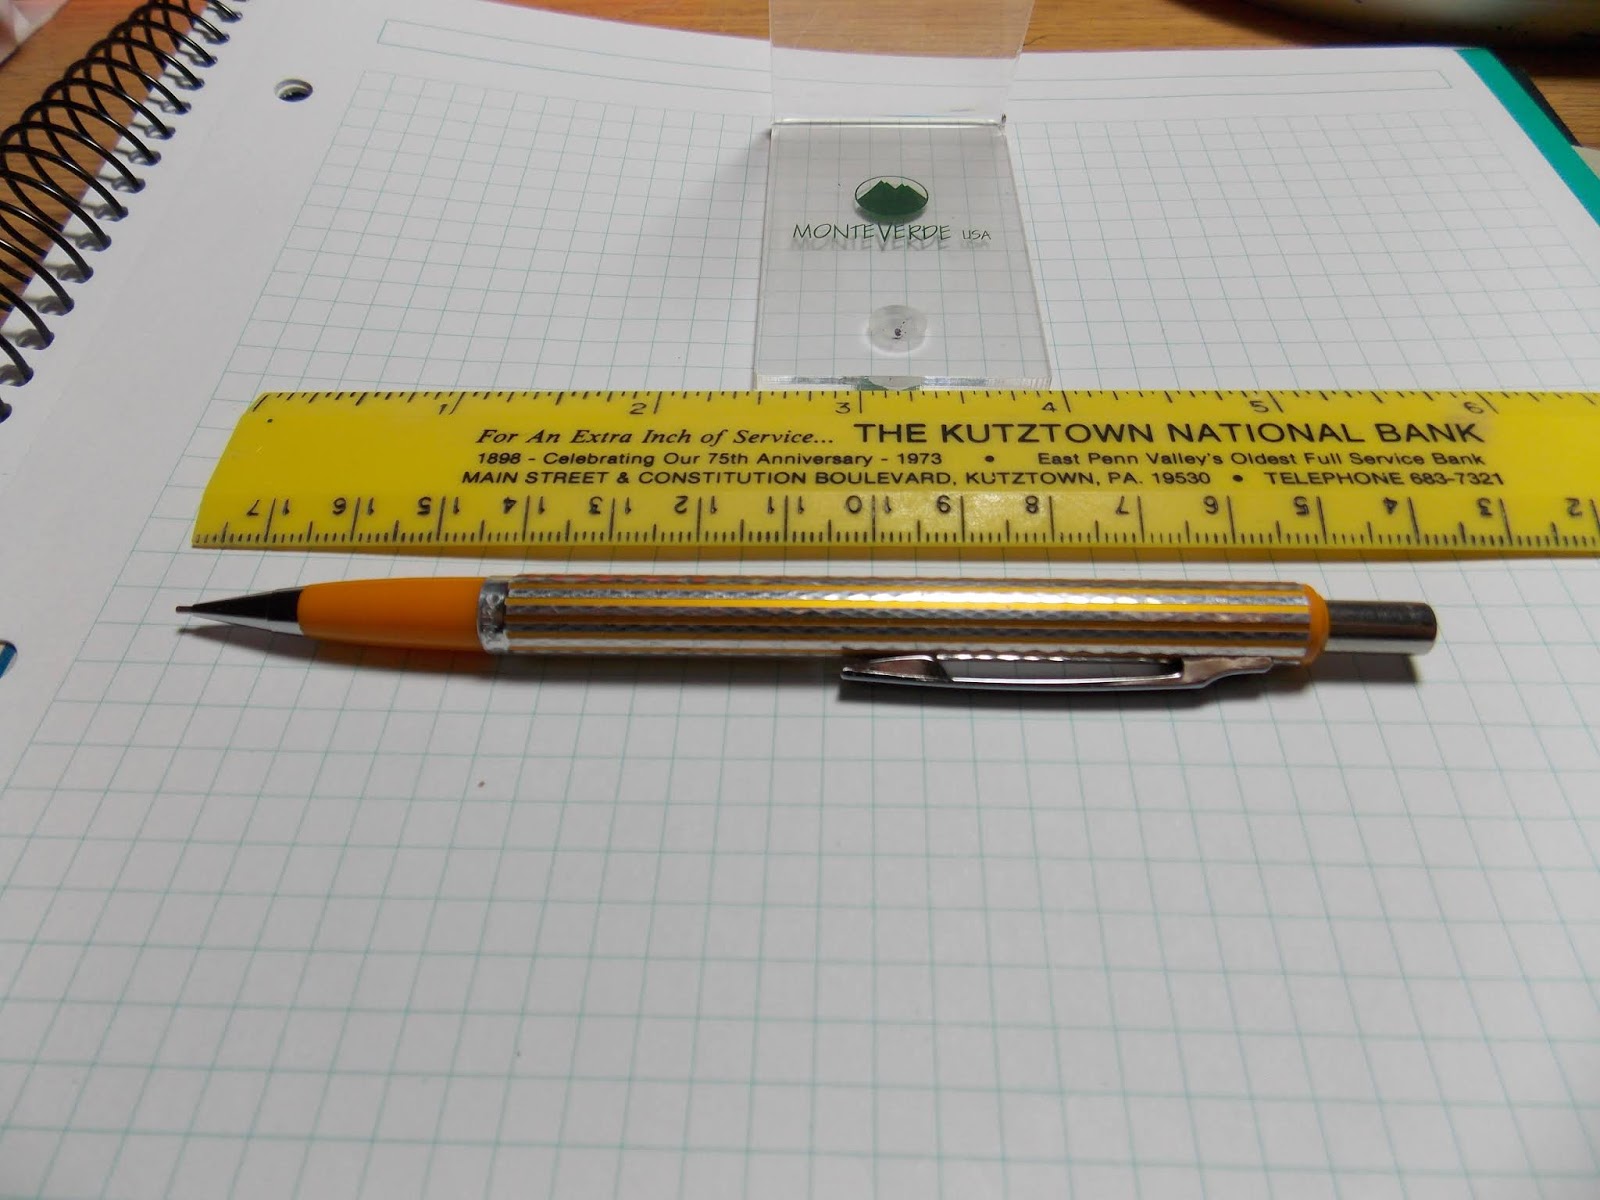 MONTEVERDE USA
1 2 3 4 5 6
For An Extra Inch of Service... THE KUTZTOWN NATIONAL BANK
1898 - Celebrating Our 75th Anniversary - 1973 • East Penn Valley's Oldest Full Service Bank
MAIN STREET & CONSTITUTION BOULEVARD, KUTZTOWN, PA. 19530 • TELEPHONE 683-7321
17 16 15 14 13 12 11 10 9 8 7 6 5 4 3 2